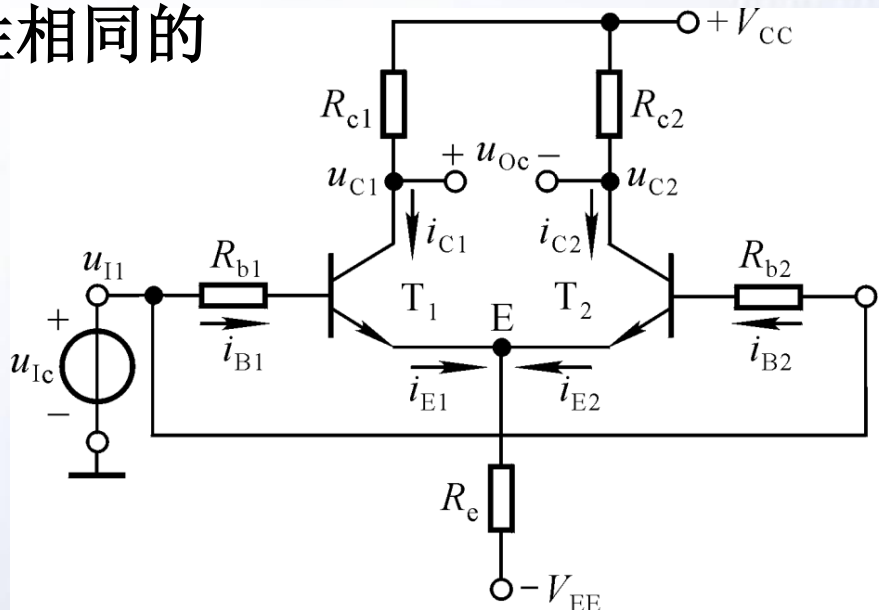 相同的
+V_CC
R_c1
R_c2
u_C1
+ u_Oc −
u_C2
i_C1
i_C2
u_I1
R_b1
T_1
T_2
R_b2
E
+
u_Ic
−
i_B1
i_B2
i_E1
i_E2
R_e
−V_EE